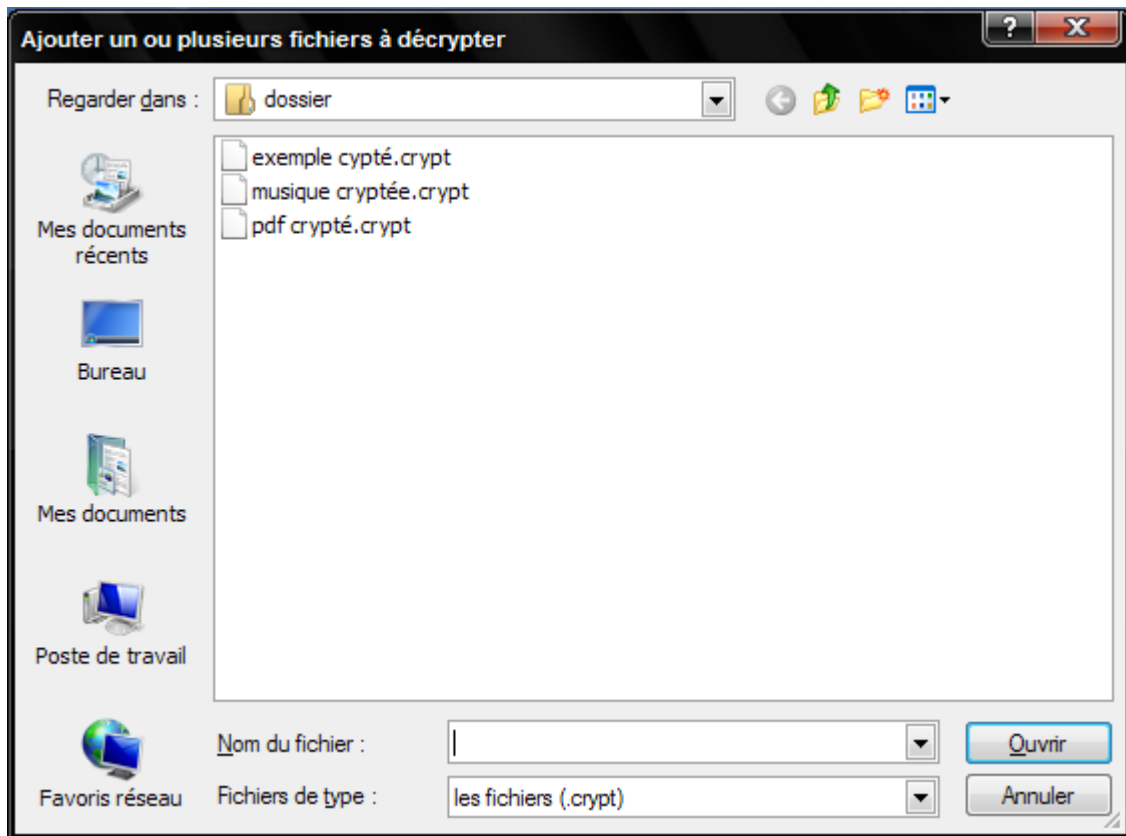 Ajouter un ou plusieurs fichiers à décrypter
?
X
Regarder dans :
dossier
exemple cypté.crypt
musique cryptée.crypt
pdf crypté.crypt
Mes documents
récents
Bureau
Mes documents
Poste de travail
Favoris réseau
Nom du fichier :
Ouvrir
Fichiers de type :
les fichiers (.crypt)
Annuler